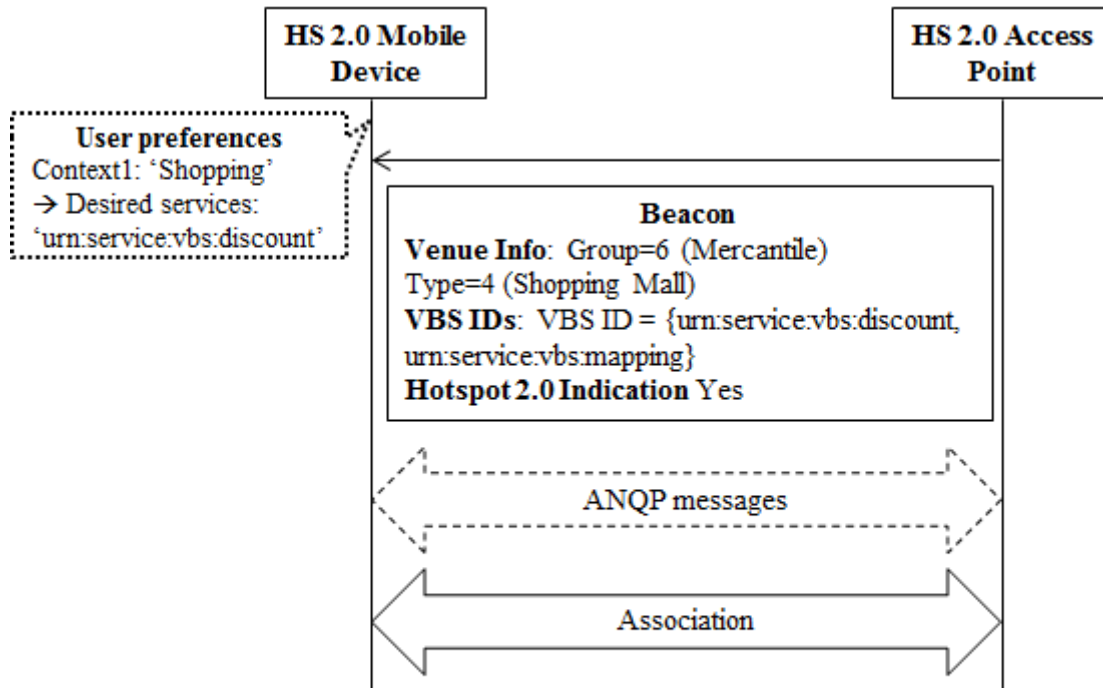 HS 2.0 Mobile
Device
HS 2.0 Access
Point
User preferences
Context1: ‘Shopping’
→ Desired services:
‘urn:service:vbs:discount’
Beacon
Venue Info: Group=6 (Mercantile)
Type=4 (Shopping Mall)
VBS IDs: VBS ID = {urn:service:vbs:discount,
urn:service:vbs:mapping}
Hotspot 2.0 Indication Yes
ANQP messages
Association